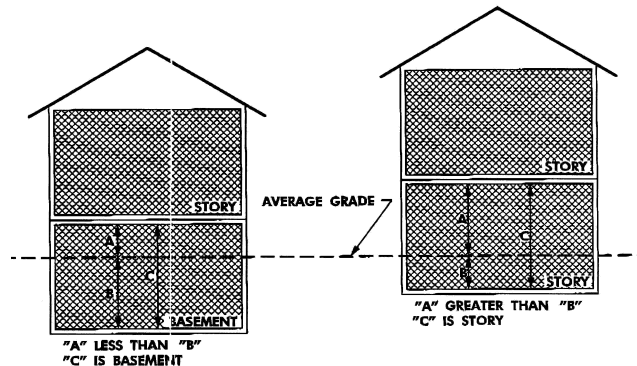 STORY
A
C
B
BASEMENT
"A" LESS THAN "B"
"C" IS BASEMENT
AVERAGE GRADE
STORY
A
C
B
STORY
"A" GREATER THAN "B"
"C" IS STORY